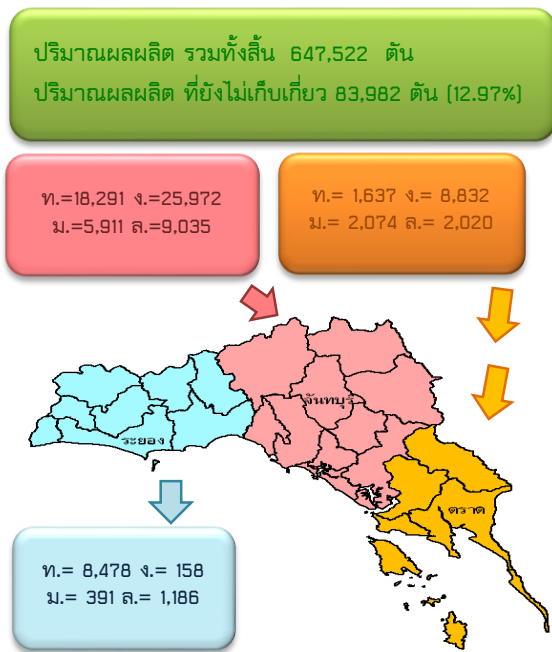 ปริมาณผลผลิต รวมทั้งสิ้น 647,522 ตัน
ปริมาณผลผลิต ที่ยังไม่เก็บเกี่ยว 83,982 ตัน (12.97%)
ท.=18,291 ง.=25,972
ม.=5,911 ล.=9,035
ท.= 1,637 ง.= 8,832
ม.= 2,074 ล.= 2,020
จันทบุรี
ระยอง
ตราด
ท.= 8,478 ง.= 158
ม.= 391 ล.= 1,186